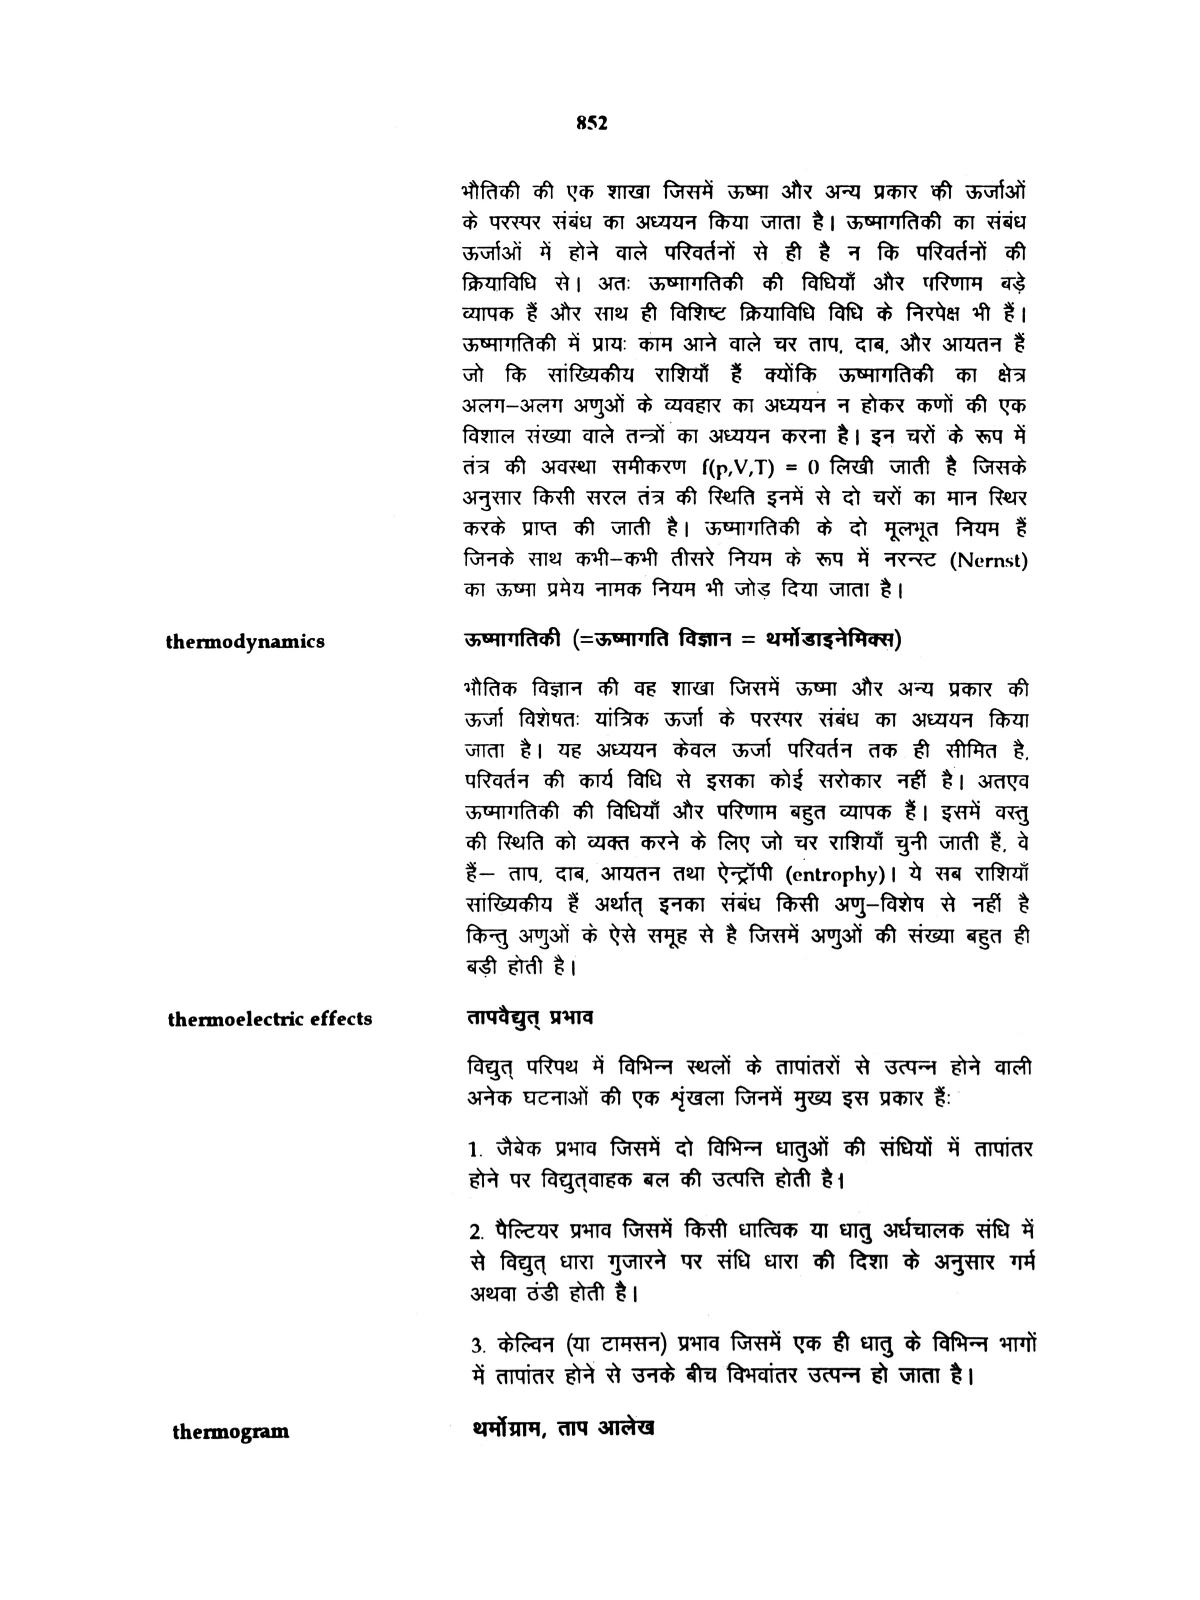 852
भौतिकी की एक शाखा जिसमें ऊष्मा और अन्य प्रकार की ऊर्जाओं
के परस्पर संबंध का अध्ययन किया जाता है। ऊष्मागतिकी का संबंध
ऊर्जाओं में होने वाले परिवर्तनों से ही है न कि परिवर्तनों की
क्रियाविधि से। अतः ऊष्मागतिकी की विधियाँ और परिणाम बड़े
व्यापक हैं और साथ ही विशिष्ट क्रियाविधि विधि के निरपेक्ष भी हैं।
ऊष्मागतिकी में प्रायः काम आने वाले चर ताप, दाब, और आयतन हैं
जो कि सांख्यिकीय राशियाँ हैं क्योंकि ऊष्मागतिकी का क्षेत्र
अलग–अलग अणुओं के व्यवहार का अध्ययन न होकर कणों की एक
विशाल संख्या वाले तन्त्रों का अध्ययन करना है। इन चरों के रूप में
तंत्र की अवस्था समीकरण f(p,V,T) = 0 लिखी जाती है जिसके
अनुसार किसी सरल तंत्र की स्थिति इनमें से दो चरों का मान स्थिर
करके प्राप्त की जाती है। ऊष्मागतिकी के दो मूलभूत नियम हैं
जिनके साथ कभी–कभी तीसरे नियम के रूप में नरन्स्ट (Nernst)
का ऊष्मा प्रमेय नामक नियम भी जोड़ दिया जाता है।
thermodynamics ऊष्मागतिकी (=ऊष्मागति विज्ञान = थर्मोडाइनेमिक्स)
भौतिक विज्ञान की वह शाखा जिसमें ऊष्मा और अन्य प्रकार की
ऊर्जा विशेषतः यांत्रिक ऊर्जा के परस्पर संबंध का अध्ययन किया
जाता है। यह अध्ययन केवल ऊर्जा परिवर्तन तक ही सीमित है,
परिवर्तन की कार्य विधि से इसका कोई सरोकार नहीं है। अतएव
ऊष्मागतिकी की विधियाँ और परिणाम बहुत व्यापक हैं। इसमें वस्तु
की स्थिति को व्यक्त करने के लिए जो चर राशियाँ चुनी जाती हैं, वे
हैं– ताप, दाब, आयतन तथा ऐन्ट्रॉपी (entrophy)। ये सब राशियाँ
सांख्यिकीय हैं अर्थात् इनका संबंध किसी अणु–विशेष से नहीं है
किन्तु अणुओं के ऐसे समूह से है जिसमें अणुओं की संख्या बहुत ही
बड़ी होती है।
thermoelectric effects तापवैद्युत् प्रभाव
विद्युत् परिपथ में विभिन्न स्थलों के तापांतरों से उत्पन्न होने वाली
अनेक घटनाओं की एक शृंखला जिनमें मुख्य इस प्रकार हैं:
1. जैबेक प्रभाव जिसमें दो विभिन्न धातुओं की संधियों में तापांतर
होने पर विद्युत्वाहक बल की उत्पत्ति होती है।
2. पैल्टियर प्रभाव जिसमें किसी धात्विक या धातु अर्धचालक संधि में
से विद्युत् धारा गुजारने पर संधि धारा की दिशा के अनुसार गर्म
अथवा ठंडी होती है।
3. केल्विन (या टामसन) प्रभाव जिसमें एक ही धातु के विभिन्न भागों
में तापांतर होने से उनके बीच विभवांतर उत्पन्न हो जाता है।
thermogram थर्मोग्राम, ताप आलेख